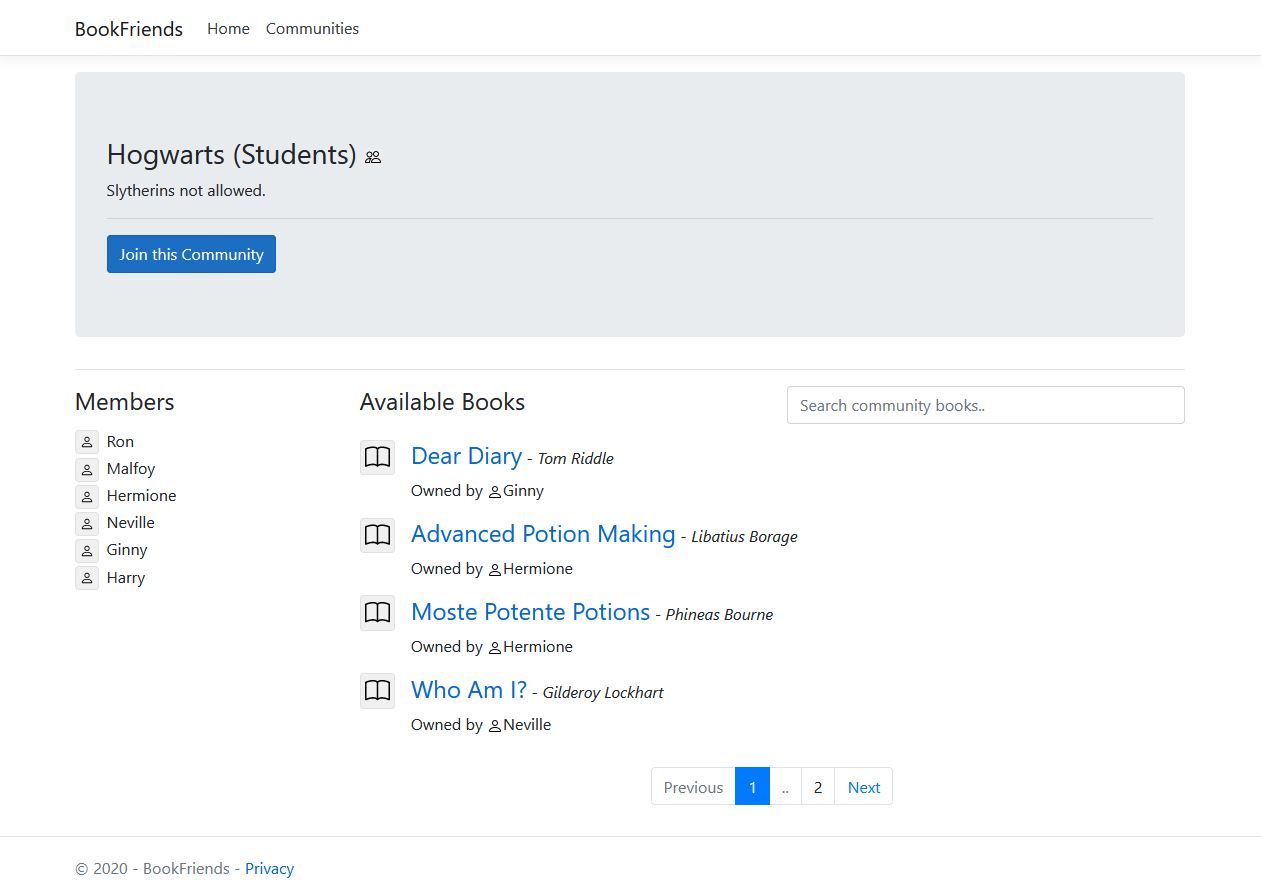 BookFriends Home Communities
Hogwarts (Students)
Slytherins not allowed.
Join this Community
Members
Ron
Malfoy
Hermione
Neville
Ginny
Harry
Available Books
Search community books..
Dear Diary - Tom Riddle
Owned by Ginny
Advanced Potion Making - Libatius Borage
Owned by Hermione
Moste Potente Potions - Phineas Bourne
Owned by Hermione
Who Am I? - Gilderoy Lockhart
Owned by Neville
Previous 1 .. 2 Next
© 2020 - BookFriends - Privacy